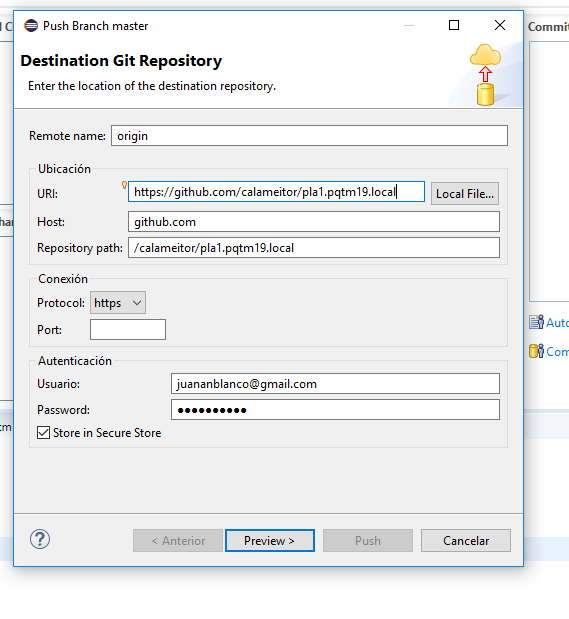 Push Branch master
Destination Git Repository
Enter the location of the destination repository.
Remote name: origin
Ubicación
URI: https://github.com/calameitor/pla1.pqtm19.local Local File...
Host: github.com
Repository path: /calameitor/pla1.pqtm19.local
Conexión
Protocol: https
Port:
Autenticación
Usuario: juananblanco@gmail.com
Password: ●●●●●●●●●●
Store in Secure Store
< Anterior Preview > Push Cancelar
Commit
Auto
Com